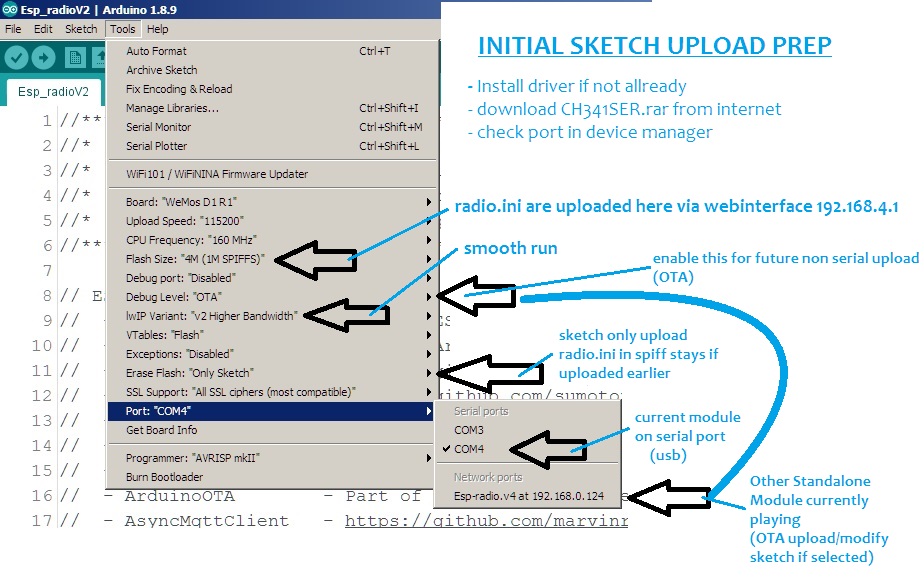 Esp_radioV2 | Arduino 1.8.9
File Edit Sketch Tools Help
Esp_radioV2
Auto Format Ctrl+T
Archive Sketch
Fix Encoding & Reload
Manage Libraries... Ctrl+Shift+I
Serial Monitor Ctrl+Shift+M
Serial Plotter Ctrl+Shift+L
WiFi101 / WiFiNINA Firmware Updater
Board: "WeMos D1 R1"
Upload Speed: "115200"
CPU Frequency: "160 MHz"
Flash Size: "4M (1M SPIFFS)"
Debug port: "Disabled"
Debug Level: "OTA"
lwIP Variant: "v2 Higher Bandwidth"
VTables: "Flash"
Exceptions: "Disabled"
Erase Flash: "Only Sketch"
SSL Support: "All SSL ciphers (most compatible)"
Port: "COM4"
Get Board Info
Programmer: "AVRISP mkII"
Burn Bootloader
Serial ports
COM3
COM4
Network ports
Esp-radio.v4 at 192.168.0.124
1 //**
2 //*
3 //*
4 //*
5 //*
6 //**
7
8 // E
9 //
10 //
11 //
12 // github.com/sumoto
13 //
14 //
15 //
16 // - ArduinoOTA - Part of
17 // - AsyncMqttClient - https://github.com/marvinr
INITIAL SKETCH UPLOAD PREP
- Install driver if not allready
- download CH341SER.rar from internet
- check port in device manager
radio.ini are uploaded here via webinterface 192.168.4.1
smooth run
enable this for future non serial upload
(OTA)
sketch only upload
radio.ini in spiff stays if
uploaded earlier
current module
on serial port
(usb)
Other Standalone
Module currently
playing
(OTA upload/modify
sketch if selected)